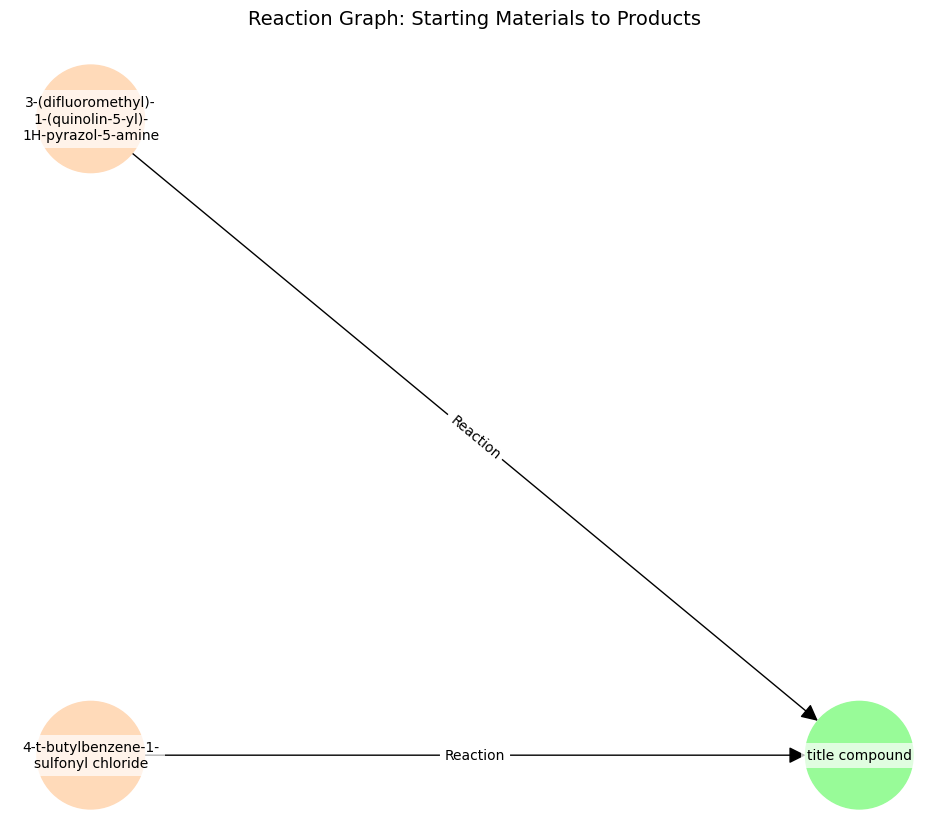 Reaction Graph: Starting Materials to Products
3-(difluoromethyl)-
1-(quinolin-5-yl)-
1H-pyrazol-5-amine
Reaction
4-t-butylbenzene-1-
sulfonyl chloride
Reaction
title compound